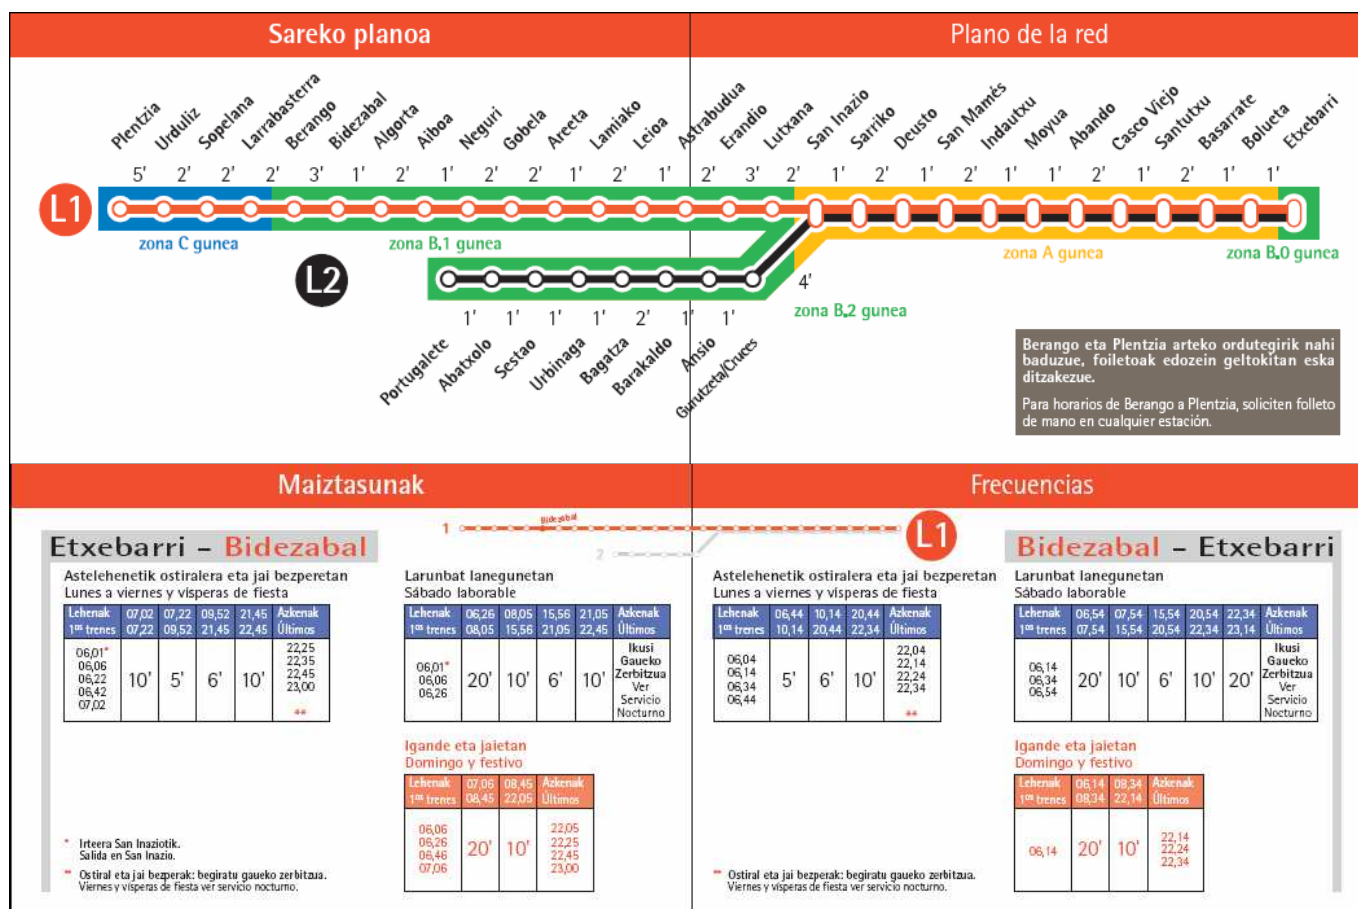 Sareko planoa
Plano de la red
Plentzia
Urduliz
Sopelana
Larrabasterra
Berango
Bidezabal
Algorta
Aiboa
Neguri
Gobela
Areeta
Lamiako
Leioa
Astrabudua
Erandio
Lutxana
San Inazio
Sarriko
Deusto
San Mamés
Indautxu
Moyua
Abando
Casco Viejo
Santutxu
Basarrate
Bolueta
Etxebarri
5' 2' 2' 2' 3' 1' 2' 1' 2' 2' 1' 2' 1' 2' 3' 2' 1' 2' 1' 2' 1' 1' 2' 1' 2' 1' 1'
L1
zona C gunea
zona B.1 gunea
zona A gunea
zona B.0 gunea
L2
4'
zona B.2 gunea
1' 1' 1' 1' 2' 1' 1'
Portugalete
Abatxolo
Sestao
Urbinaga
Bagatza
Barakaldo
Ansio
Gurutzeta/Cruces
Berango eta Plentzia arteko ordutegirik nahi
baduzue, foiletoak edozein geltokitan eska
ditzakezue.
Para horarios de Berango a Plentzia, soliciten folleto
de mano en cualquier estación.
Maiztasunak
Frecuencias
1
Bidezabal
2
L1
Etxebarri – Bidezabal
Astelehenetik ostiralera eta jai bezperetan
Lunes a viernes y vísperas de fiesta
Lehenak 07,02 07,22 09,52 21,45 Azkenak
1os trenes 07,22 09,52 21,45 22,45 Últimos
06,01*
06,06
06,22
06,42
07,02
10' 5' 6' 10'
22,25
22,35
22,45
23,00
**
Larunbat lanegunetan
Sábado laborable
Lehenak 06,26 08,05 15,56 21,05 Azkenak
1os trenes 08,05 15,56 21,05 22,45 Últimos
06,01*
06,06
06,26
20' 10' 6' 10'
Ikusi
Gaueko
Zerbitzua
Ver
Servicio
Nocturno
Igande eta jaietan
Domingo y festivo
Lehenak 07,06 08,45 Azkenak
1os trenes 08,45 22,05 Últimos
06,06
06,26
06,46
07,06
20' 10'
22,05
22,25
22,45
23,00
* Irteera San Inaziotik.
Salida en San Inazio.
** Ostiral eta jai bezperak: begiratu gaueko zerbitzua.
Viernes y vísperas de fiesta ver servicio nocturno.
Bidezabal – Etxebarri
Astelehenetik ostiralera eta jai bezperetan
Lunes a viernes y vísperas de fiesta
Lehenak 06,44 10,14 20,44 Azkenak
1os trenes 10,14 20,44 22,34 Últimos
06,04
06,14
06,34
06,44
5' 6' 10'
22,04
22,14
22,24
22,34
**
Larunbat lanegunetan
Sábado laborable
Lehenak 06,54 07,54 15,54 20,54 22,34 Azkenak
1os trenes 07,54 15,54 20,54 22,34 23,14 Últimos
06,14
06,34
06,54
20' 10' 6' 10' 20'
Ikusi
Gaueko
Zerbitzua
Ver
Servicio
Nocturno
Igande eta jaietan
Domingo y festivo
Lehenak 06,14 08,34 Azkenak
1os trenes 08,34 22,14 Últimos
06,14
20' 10'
22,14
22,24
22,34
** Ostiral eta jai bezperak: begiratu gaueko zerbitzua.
Viernes y vísperas de fiesta ver servicio nocturno.